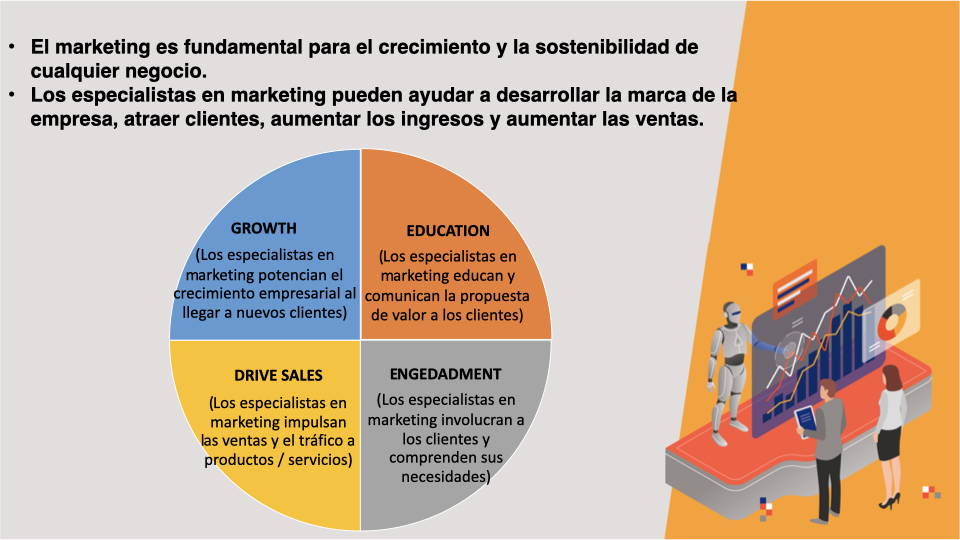 • El marketing es fundamental para el crecimiento y la sostenibilidad de
cualquier negocio.
• Los especialistas en marketing pueden ayudar a desarrollar la marca de la
empresa, atraer clientes, aumentar los ingresos y aumentar las ventas.
GROWTH
(Los especialistas en
marketing potencian el
crecimiento empresarial al
llegar a nuevos clientes)
EDUCATION
(Los especialistas en
marketing educan y
comunican la propuesta
de valor a los clientes)
DRIVE SALES
(Los especialistas en
marketing impulsan
las ventas y el tráfico a
productos / servicios)
ENGEDADMENT
(Los especialistas en
marketing involucran a
los clientes y
comprenden sus
necesidades)